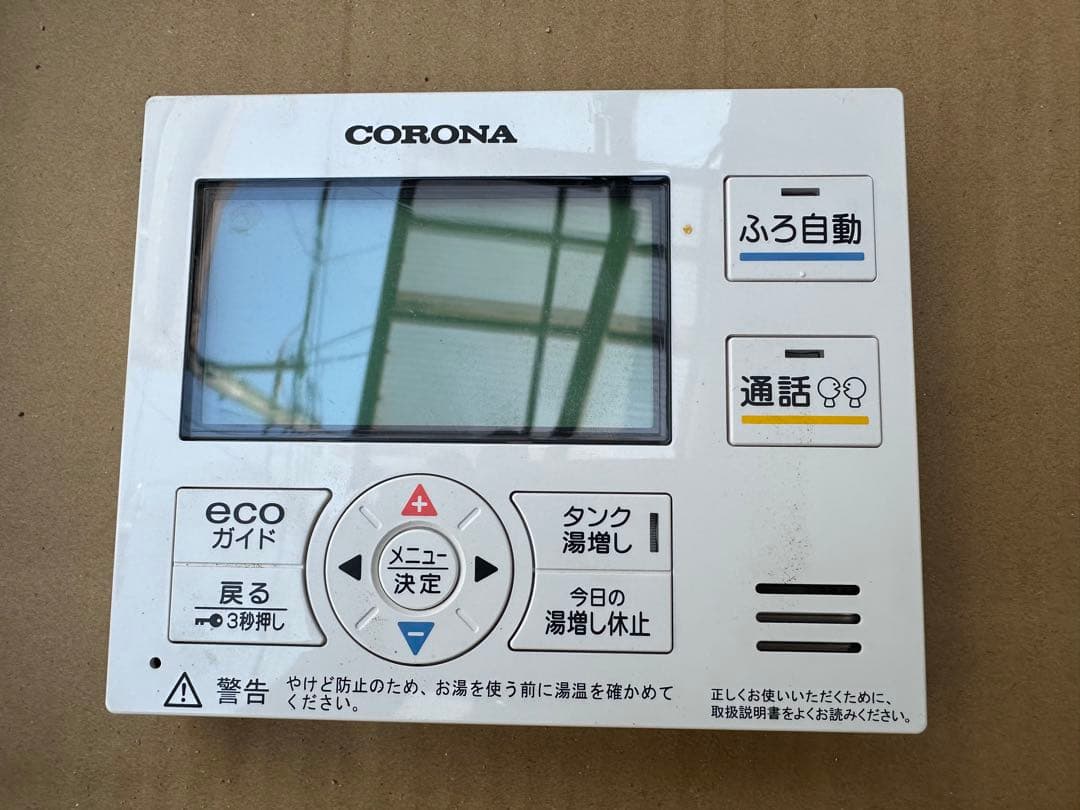 CORONA
ふろ自動
通話
eco
ガイド
戻る
3秒押し
+
メニュー
決定
-
タンク
湯増し
今日の
湯増し休止
警告
やけど防止のため、お湯を使う前に湯温を確かめて
ください。
正しくお使いいただくために、
取扱説明書をよくお読みください。